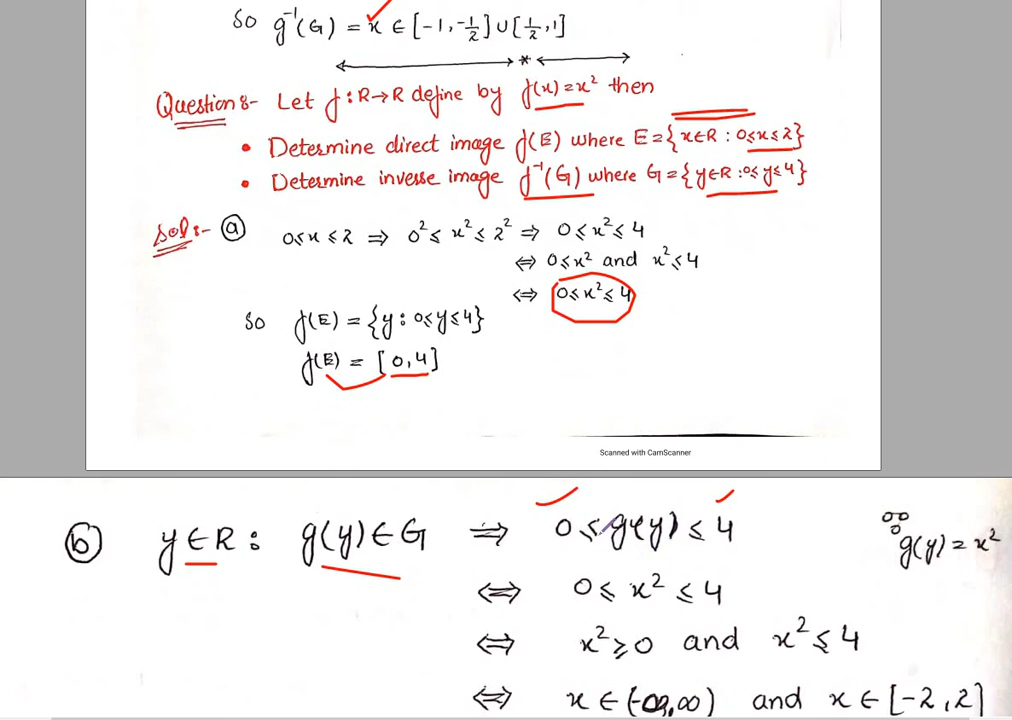 So g⁻¹(G) = x ∈ [-1, -1/2] ∪ [1/2, 1]
*
Question 8- Let f : R→R define by f(x) = x² then
• Determine direct image f(E) where E = {x∈R : 0≤x≤2}
• Determine inverse image f⁻¹(G) where G = {y∈R : 0≤y≤4}
Sol:- (a) 0≤x≤2 ⇒ 0² ≤ x² ≤ 2² ⇒ 0≤x²≤4
⇔ 0≤x² and x²≤4
⇔ 0≤x²≤4
So f(E) = {y : 0≤y≤4}
f(E) = [0,4]
Scanned with CamScanner
(b) y∈R : g(y)∈G ⇒ 0≤g(y)≤4 g(y) = x²
⇔ 0 ≤ x² ≤ 4
⇔ x² ≥ 0 and x² ≤ 4
⇔ x ∈ (-∞,∞) and x ∈ [-2,2]